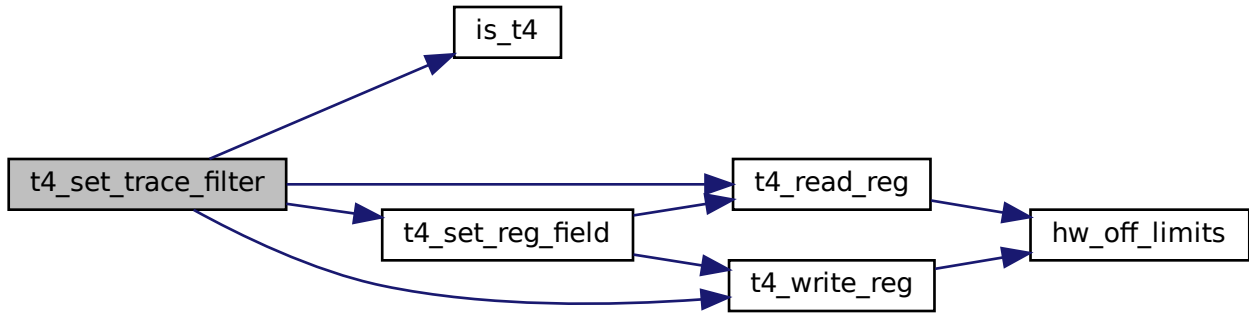 is_t4
t4_set_trace_filter
t4_read_reg
t4_set_reg_field
hw_off_limits
t4_write_reg